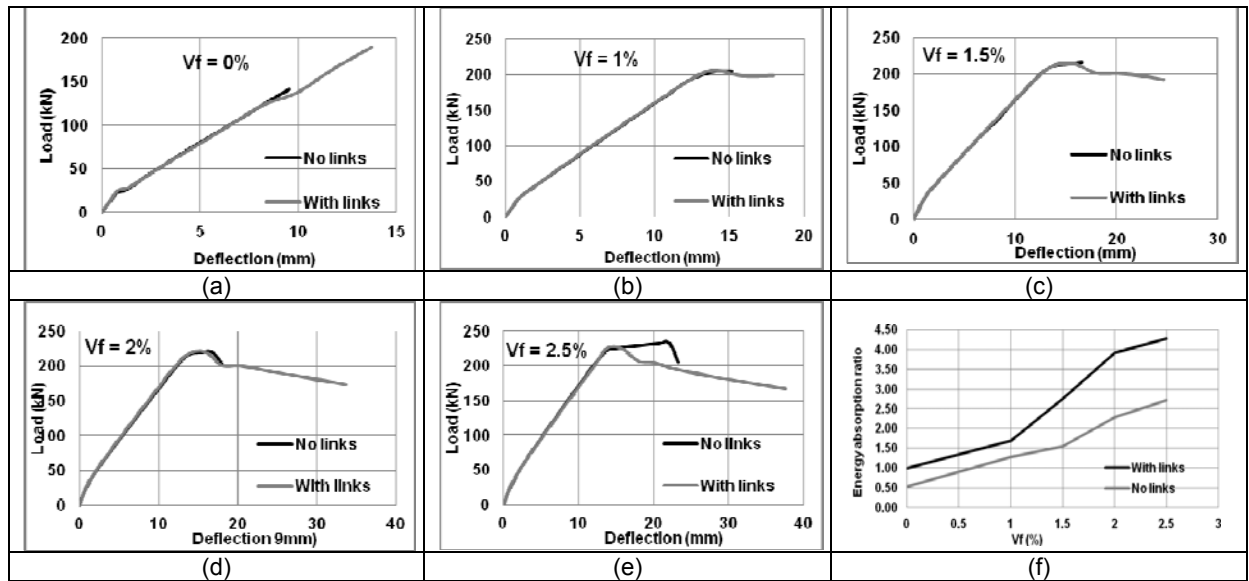 Vf = 0%
Load (kN)
200
150
100
50
0
0 5 10 15
No links
With links
Deflection (mm)
(a)
Vf = 1%
Load (kN)
250
200
150
100
50
0
0 5 10 15 20
No links
With links
Deflection (mm)
(b)
Vf = 1.5%
Load (kN)
250
200
150
100
50
0
0 10 20 30
No links
With links
Deflection (mm)
(c)
Vf = 2%
Load (kN)
250
200
150
100
50
0
0 10 20 30 40
No links
With links
Deflection 9mm)
(d)
Vf = 2.5%
Load (kN)
250
200
150
100
50
0
0 10 20 30 40
No links
With links
Deflection (mm)
(e)
Energy absorption ratio
4.50
4.00
3.50
3.00
2.50
2.00
1.50
1.00
0.50
0.00
0 0.5 1 1.5 2 2.5 3
With links
No links
Vf (%)
(f)